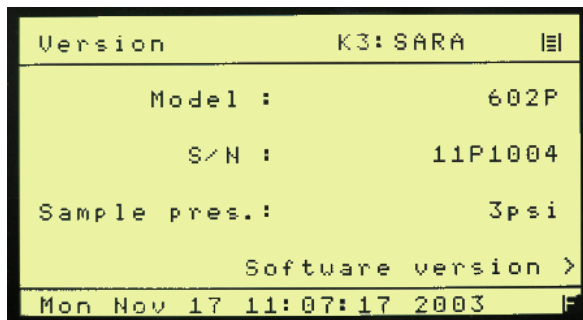 Version K3:SARA
Model : 602P
S/N : 11P1004
Sample pres.: 3psi
Software version >
Mon Nov 17 11:07:17 2003